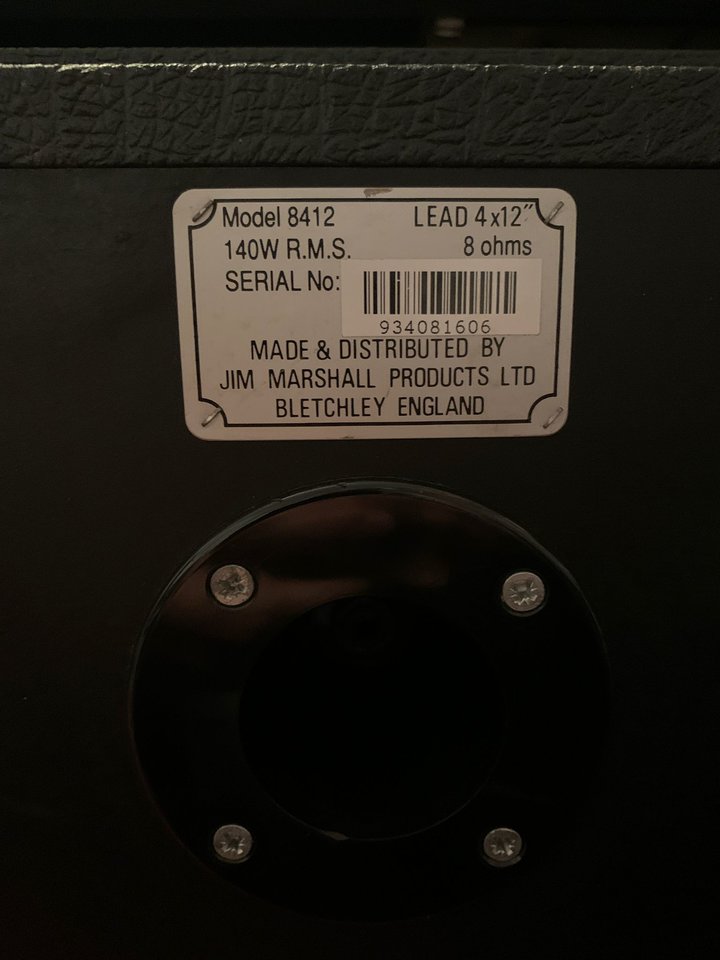 Model 8412 LEAD 4x12"
140W R.M.S. 8 ohms
SERIAL No:
934081606
MADE & DISTRIBUTED BY
JIM MARSHALL PRODUCTS LTD
BLETCHLEY ENGLAND